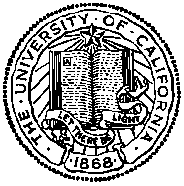 THE UNIVERSITY OF CALIFORNIA
A
LET THERE BE
LIGHT
1868